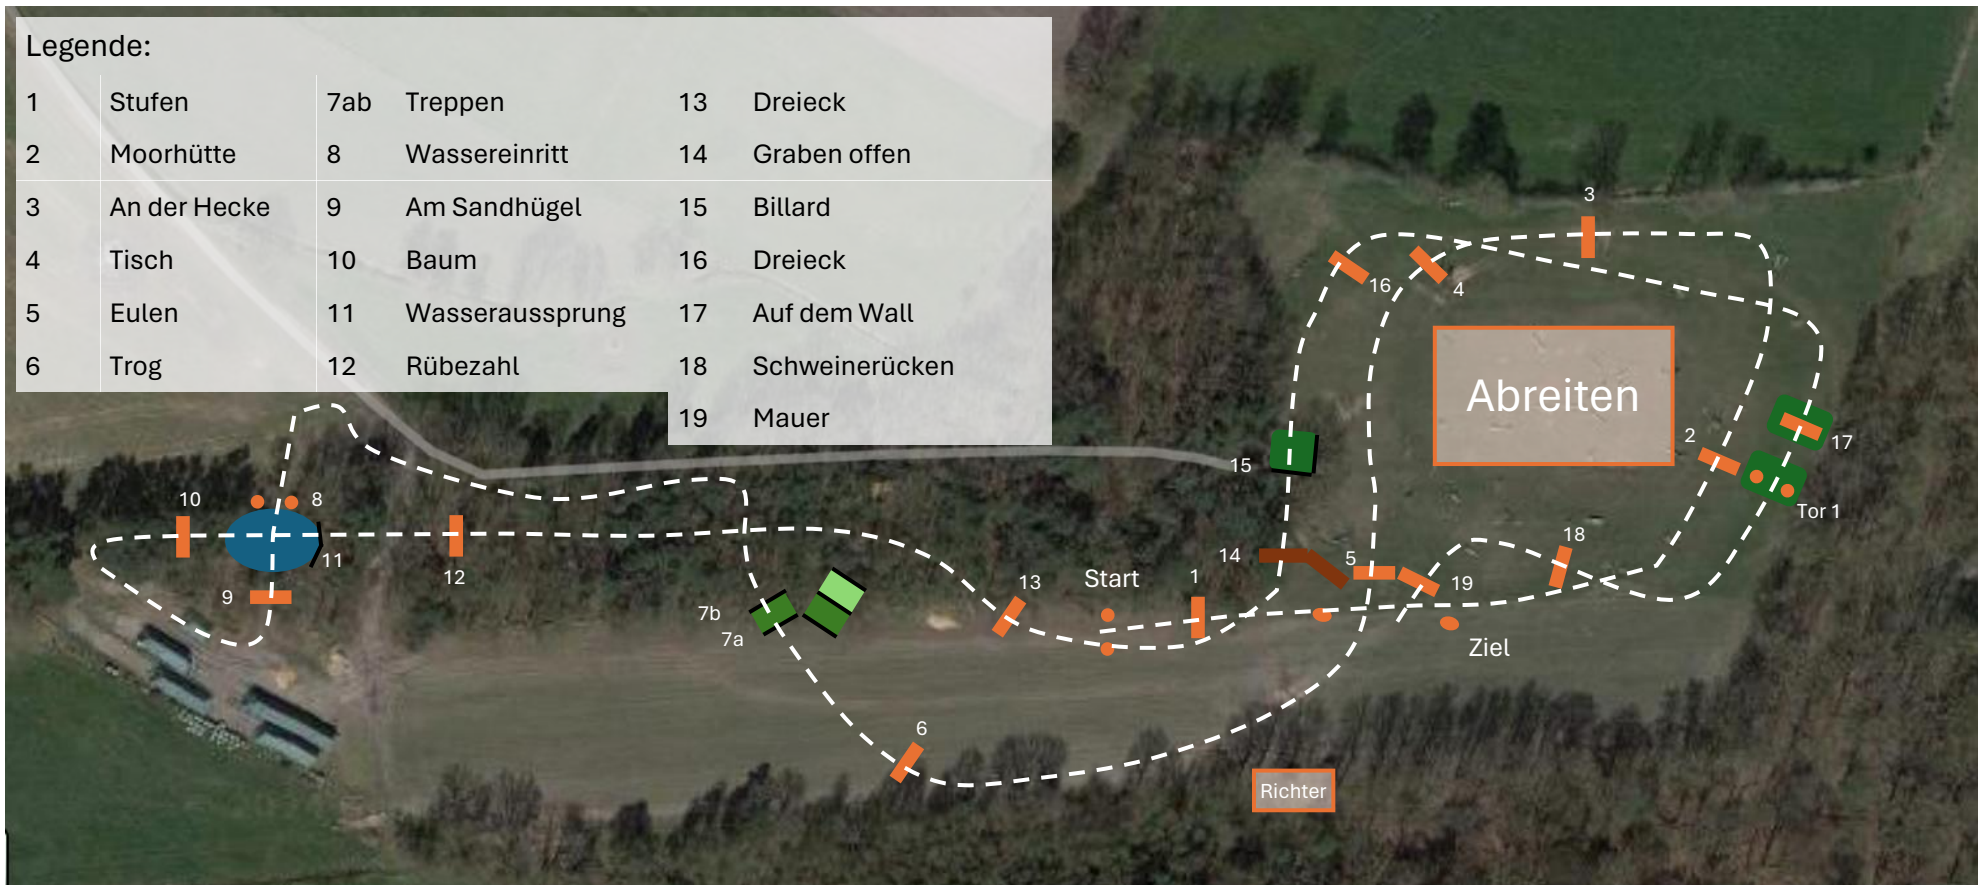 Legende:
1 Stufen 7ab Treppen 13 Dreieck
2 Moorhütte 8 Wassereinritt 14 Graben offen
3 An der Hecke 9 Am Sandhügel 15 Billard
4 Tisch 10 Baum 16 Dreieck
5 Eulen 11 Wasseraussprung 17 Auf dem Wall
6 Trog 12 Rübezahl 18 Schweinerücken
19 Mauer
3
16
4
Abreiten
2
17
15
Tor 1
10
8
11
9
12
7b
7a
13
Start
1
14
5
19
18
Ziel
6
Richter